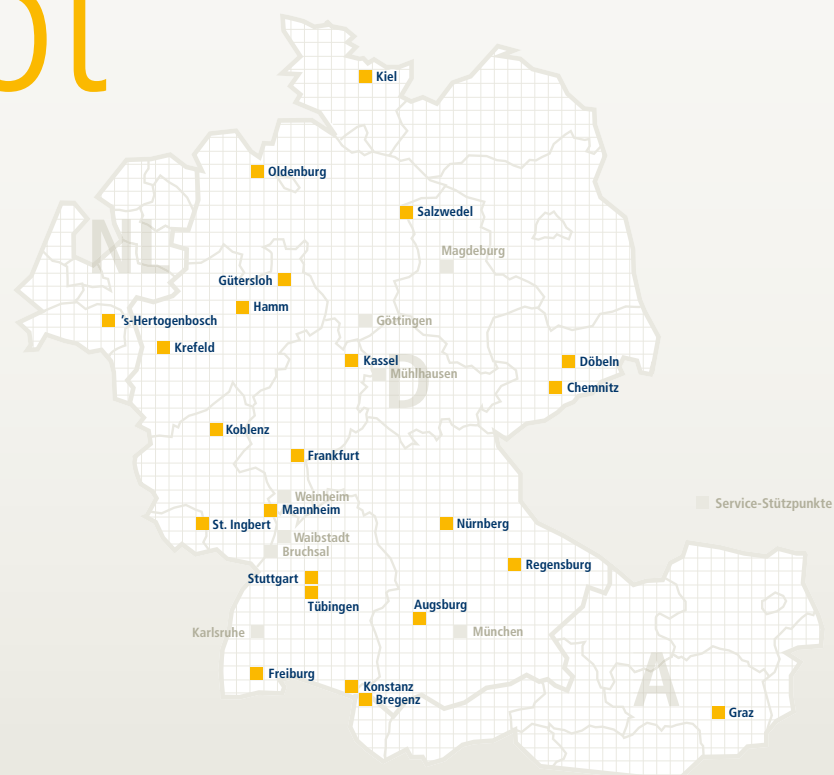 Kiel
Oldenburg
Salzwedel
NL
Magdeburg
Gütersloh
Hamm
's-Hertogenbosch
Göttingen
Krefeld
Kassel
Döbeln
Mühlhausen
D
Chemnitz
Koblenz
Frankfurt
Weinheim
Service-Stützpunkte
Mannheim
St. Ingbert
Nürnberg
Waibstadt
Bruchsal
Regensburg
Stuttgart
Tübingen
Augsburg
Karlsruhe
München
Freiburg
A
Konstanz
Bregenz
Graz